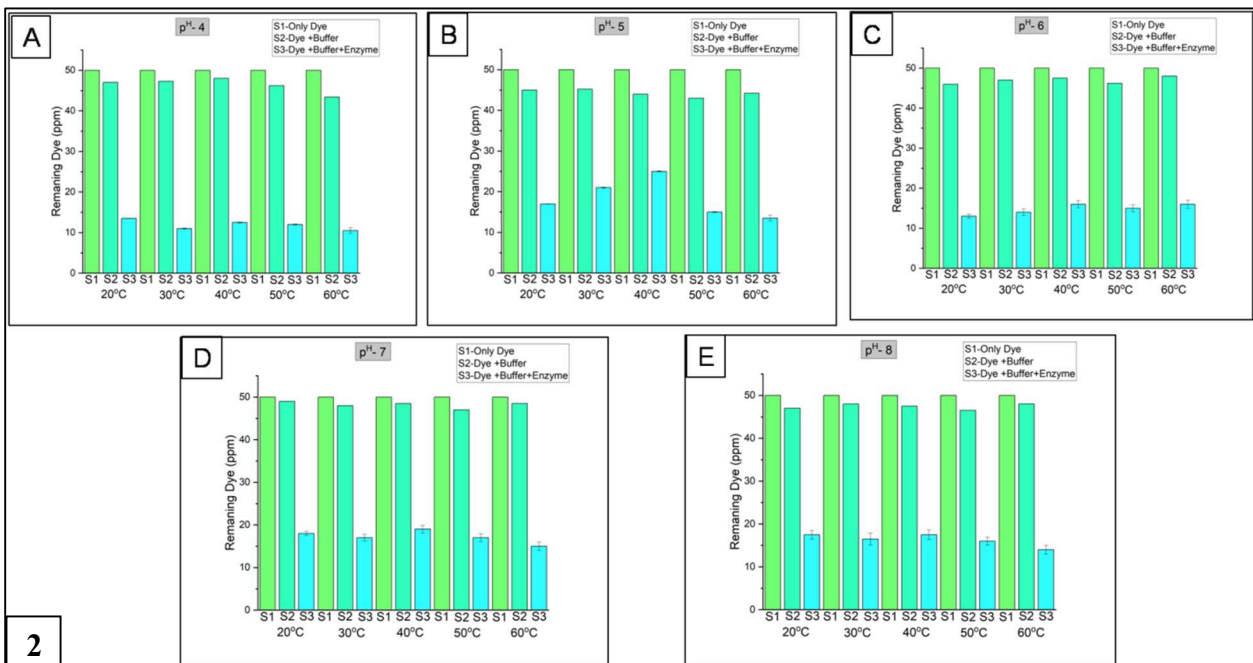 A
pᴴ- 4
S1-Only Dye
S2-Dye +Buffer
S3-Dye +Buffer+Enzyme
Remaning Dye (ppm)
50
40
30
20
10
0
S1 S2 S3 S1 S2 S3 S1 S2 S3 S1 S2 S3 S1 S2 S3
20°C 30°C 40°C 50°C 60°C
B
pᴴ- 5
S1-Only Dye
S2-Dye +Buffer
S3-Dye +Buffer+Enzyme
Remaning Dye (ppm)
50
40
30
20
10
0
S1 S2 S3 S1 S2 S3 S1 S2 S3 S1 S2 S3 S1 S2 S3
20°C 30°C 40°C 50°C 60°C
C
pᴴ- 6
S1-Only Dye
S2-Dye +Buffer
S3-Dye +Buffer+Enzyme
Remaning Dye (ppm)
50
40
30
20
10
0
S1 S2 S3 S1 S2 S3 S1 S2 S3 S1 S2 S3 S1 S2 S3
20°C 30°C 40°C 50°C 60°C
D
pᴴ- 7
S1-Only Dye
S2-Dye +Buffer
S3-Dye +Buffer+Enzyme
Remaning Dye (ppm)
50
40
30
20
10
0
S1 S2 S3 S1 S2 S3 S1 S2 S3 S1 S2 S3 S1 S2 S3
20°C 30°C 40°C 50°C 60°C
E
pᴴ- 8
S1-Only Dye
S2-Dye +Buffer
S3-Dye +Buffer+Enzyme
Remaning Dye (ppm)
50
40
30
20
10
0
S1 S2 S3 S1 S2 S3 S1 S2 S3 S1 S2 S3 S1 S2 S3
20°C 30°C 40°C 50°C 60°C
2